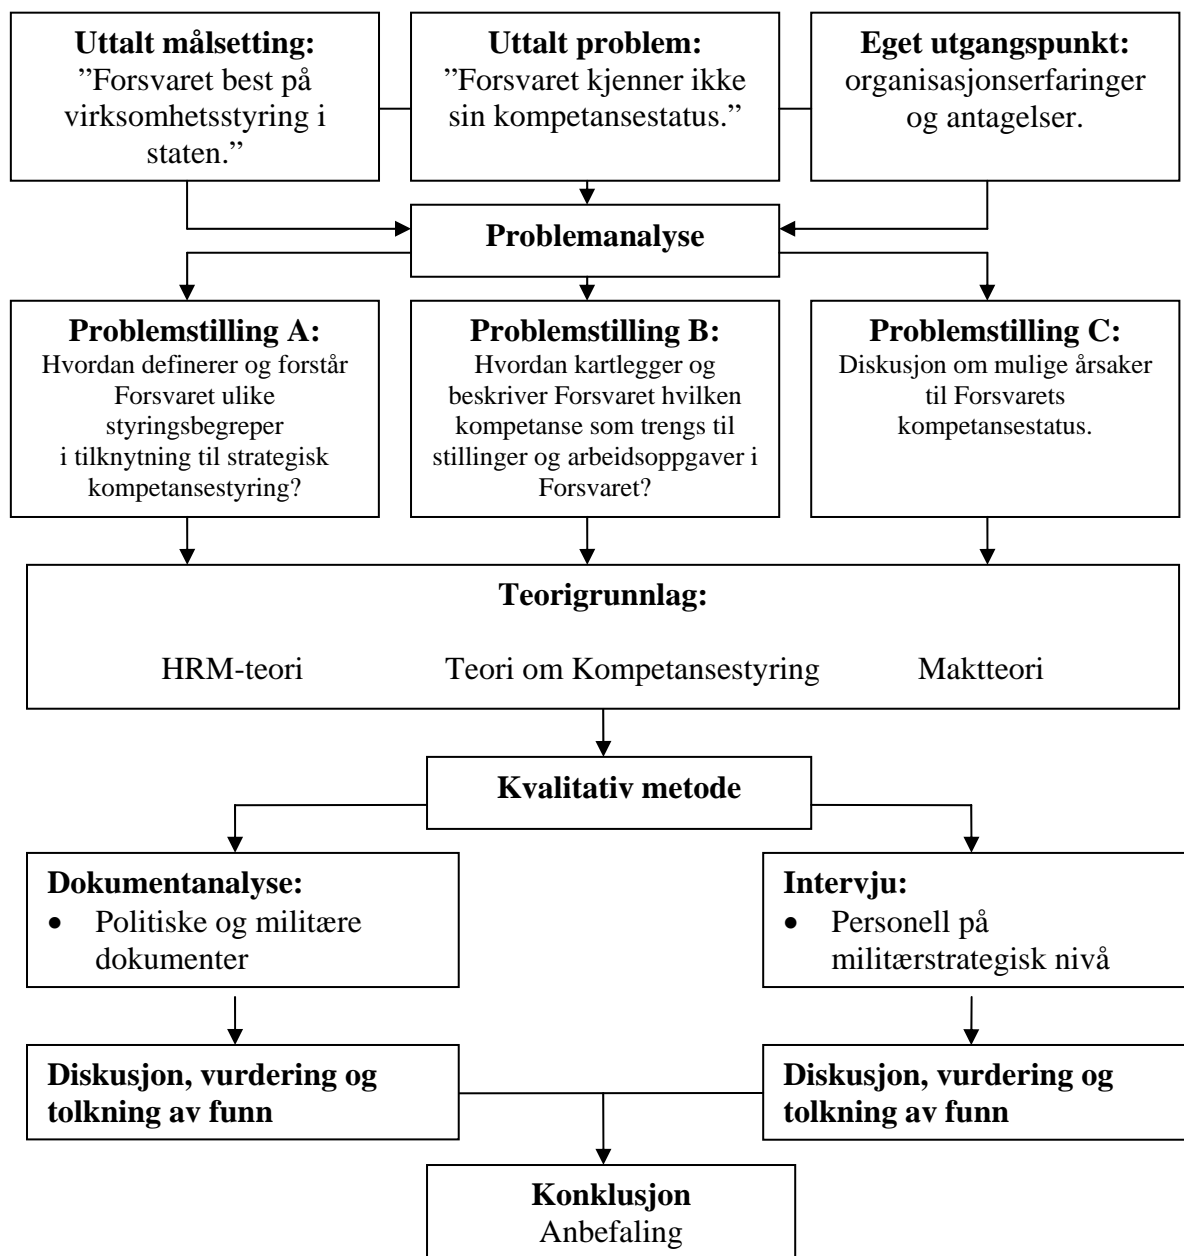 Uttalt målsetting:
”Forsvaret best på
virksomhetsstyring i
staten.”
Uttalt problem:
”Forsvaret kjenner ikke
sin kompetansestatus.”
Eget utgangspunkt:
organisasjonserfaringer
og antagelser.
Problemanalyse
Problemstilling A:
Hvordan definerer og forstår
Forsvaret ulike
styringsbegreper
i tilknytning til strategisk
kompetansestyring?
Problemstilling B:
Hvordan kartlegger og
beskriver Forsvaret hvilken
kompetanse som trengs til
stillinger og arbeidsoppgaver i
Forsvaret?
Problemstilling C:
Diskusjon om mulige årsaker
til Forsvarets
kompetansestatus.
Teorigrunnlag:
HRM-teori Teori om Kompetansestyring Maktteori
Kvalitativ metode
Dokumentanalyse:
• Politiske og militære
dokumenter
Intervju:
• Personell på
militærstrategisk nivå
Diskusjon, vurdering og
tolkning av funn
Diskusjon, vurdering og
tolkning av funn
Konklusjon
Anbefaling